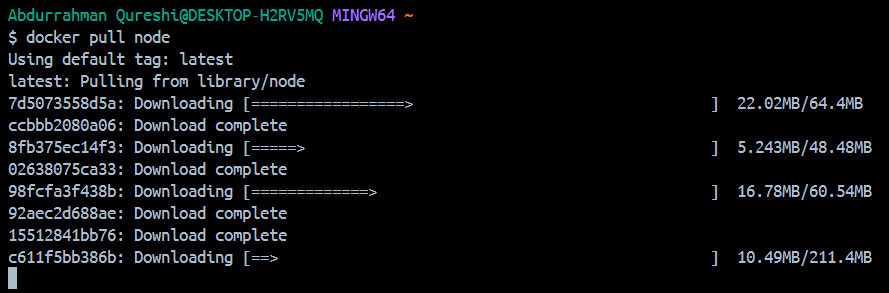 Abdurrahman Qureshi@DESKTOP-H2RV5MQ MINGW64 ~
$ docker pull node
Using default tag: latest
latest: Pulling from library/node
7d5073558d5a: Downloading [=================>                                  ]  22.02MB/64.4MB
ccbbb2080a06: Download complete
8fb375ec14f3: Downloading [=====>                                             ]  5.243MB/48.48MB
02638075ca33: Download complete
98fcfa3f438b: Downloading [=============>                                     ]  16.78MB/60.54MB
92aec2d688ae: Download complete
15512841bb76: Download complete
c611f5bb386b: Downloading [==>                                                ]  10.49MB/211.4MB